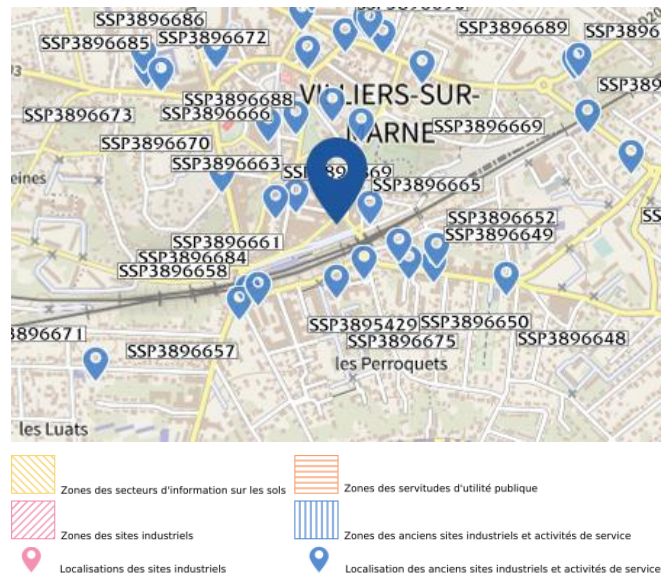 SSP3896686
SSP3896685
SSP3896672
SSP3896689
SSP3896688
VILLIERS-SUR-
MARNE
SSP3896673
SSP3896666
SSP3896669
SSP3896670
SSP3896663
SSP3896665
SSP3896652
SSP3896661
SSP3896649
SSP3896684
SSP3896658
SSP3895429
SSP3896650
SSP3896648
SSP3896675
SSP3896657
les Perroquets
les Luats
Zones des secteurs d'information sur les sols
Zones des servitudes d'utilité publique
Zones des sites industriels
Zones des anciens sites industriels et activités de service
Localisations des sites industriels
Localisation des anciens sites industriels et activités de service